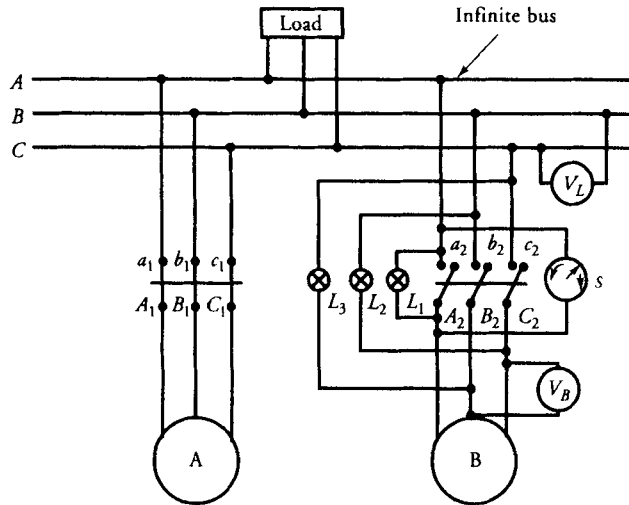 Load
Infinite bus
A
B
C
V_L
a_1 b_1 c_1
a_2 b_2 c_2
L_3 L_2 L_1
S
A_1 B_1 C_1
A_2 B_2 C_2
V_B
A
B